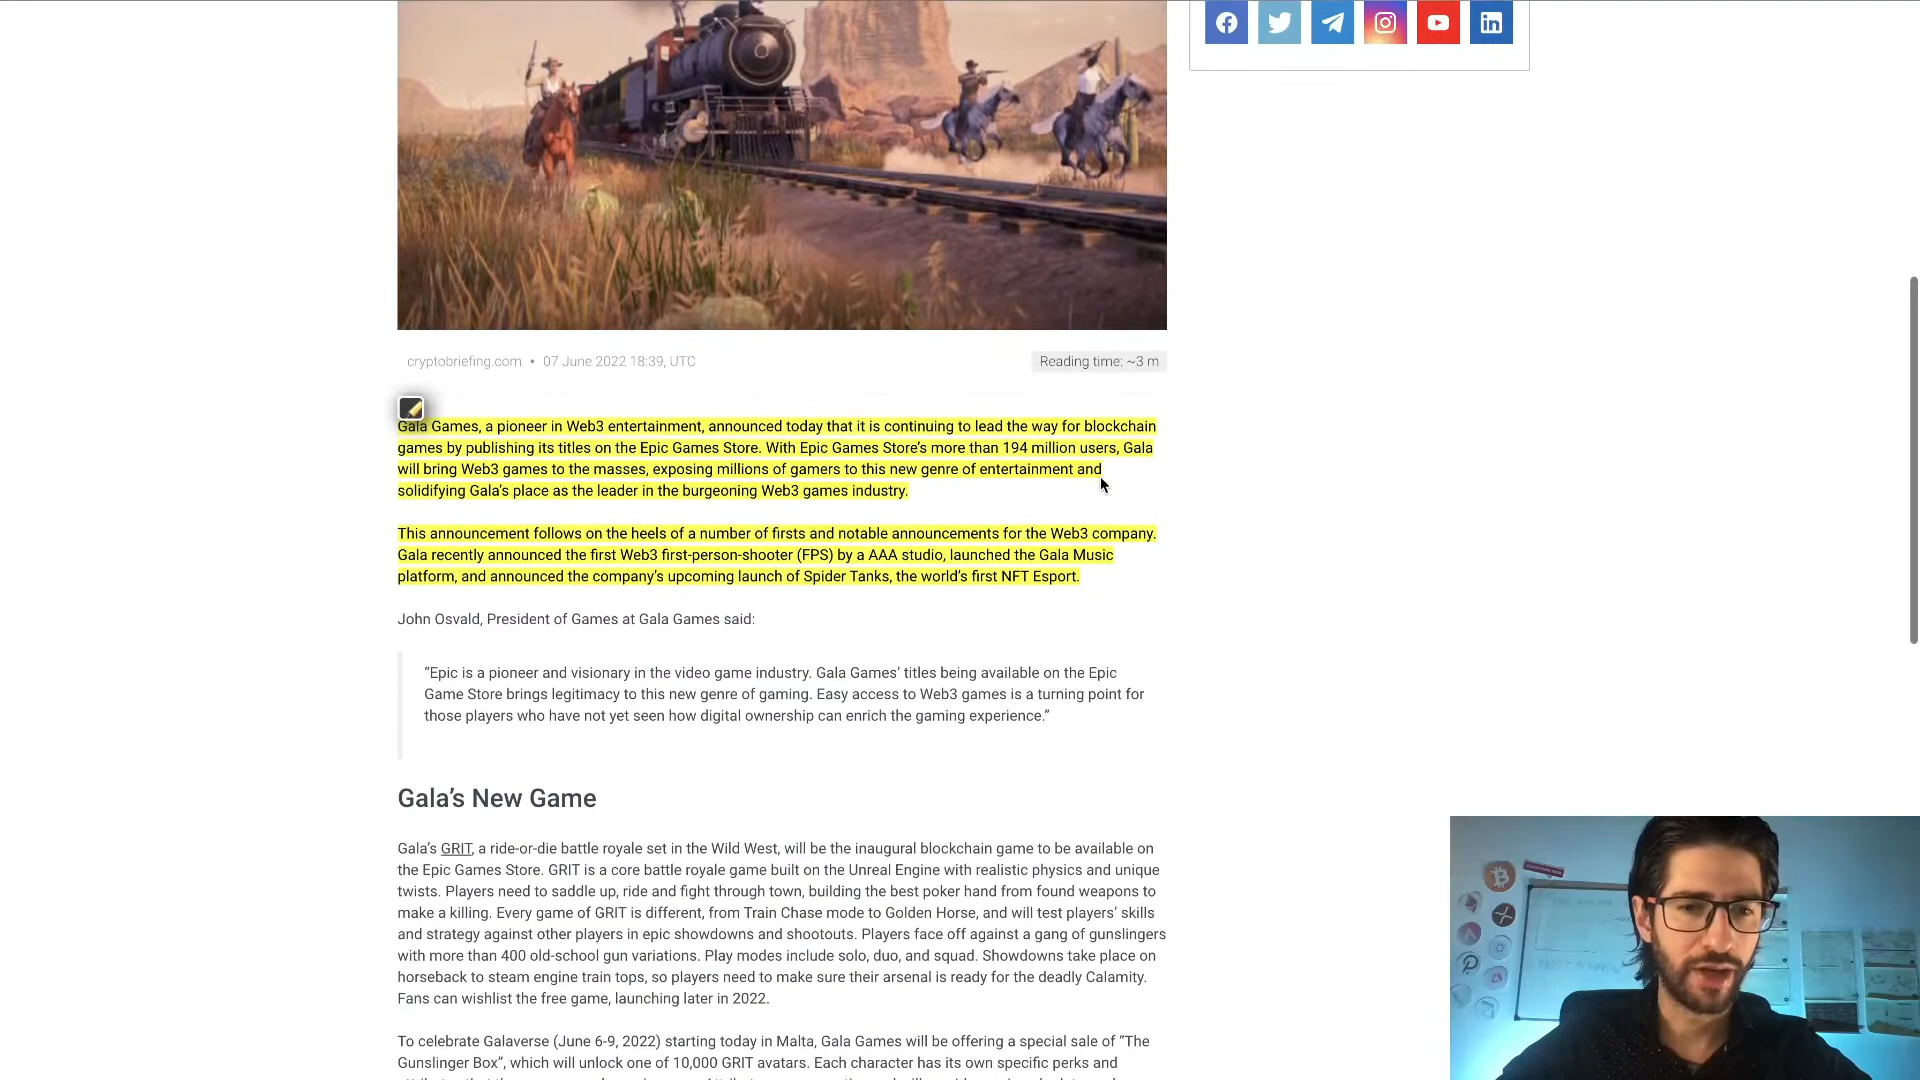 cryptobriefing.com • 07 June 2022 18:39, UTC
Reading time: ~3 m
Gala Games, a pioneer in Web3 entertainment, announced today that it is continuing to lead the way for blockchain
games by publishing its titles on the Epic Games Store. With Epic Games Store’s more than 194 million users, Gala
will bring Web3 games to the masses, exposing millions of gamers to this new genre of entertainment and
solidifying Gala’s place as the leader in the burgeoning Web3 games industry.
This announcement follows on the heels of a number of firsts and notable announcements for the Web3 company.
Gala recently announced the first Web3 first-person-shooter (FPS) by a AAA studio, launched the Gala Music
platform, and announced the company’s upcoming launch of Spider Tanks, the world’s first NFT Esport.
John Osvald, President of Games at Gala Games said:
“Epic is a pioneer and visionary in the video game industry. Gala Games’ titles being available on the Epic
Game Store brings legitimacy to this new genre of gaming. Easy access to Web3 games is a turning point for
those players who have not yet seen how digital ownership can enrich the gaming experience.”
Gala’s New Game
Gala’s GRIT, a ride-or-die battle royale set in the Wild West, will be the inaugural blockchain game to be available on
the Epic Games Store. GRIT is a core battle royale game built on the Unreal Engine with realistic physics and unique
twists. Players need to saddle up, ride and fight through town, building the best poker hand from found weapons to
make a killing. Every game of GRIT is different, from Train Chase mode to Golden Horse, and will test players’ skills
and strategy against other players in epic showdowns and shootouts. Players face off against a gang of gunslingers
with more than 400 old-school gun variations. Play modes include solo, duo, and squad. Showdowns take place on
horseback to steam engine train tops, so players need to make sure their arsenal is ready for the deadly Calamity.
Fans can wishlist the free game, launching later in 2022.
To celebrate Galaverse (June 6-9, 2022) starting today in Malta, Gala Games will be offering a special sale of “The
Gunslinger Box”, which will unlock one of 10,000 GRIT avatars. Each character has its own specific perks and